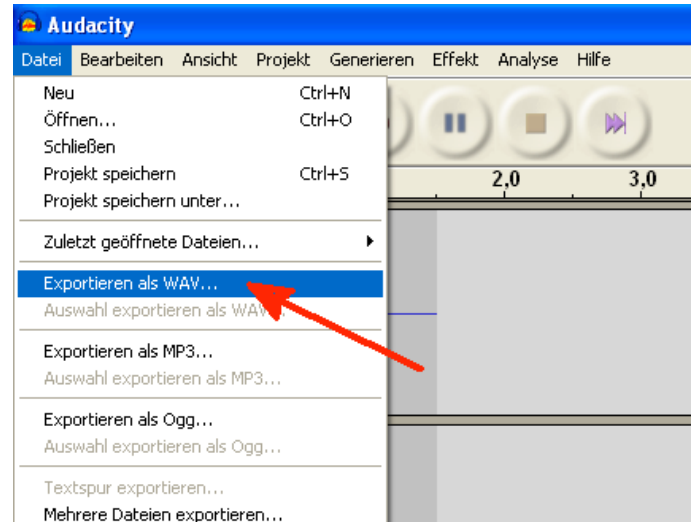 Audacity
Datei Bearbeiten Ansicht Projekt Generieren Effekt Analyse Hilfe
Neu Ctrl+N
Öffnen... Ctrl+O
Schließen
Projekt speichern Ctrl+S
Projekt speichern unter...
2,0 3,0
Zuletzt geöffnete Dateien...
Exportieren als WAV...
Auswahl exportieren als WAV...
Exportieren als MP3...
Auswahl exportieren als MP3...
Exportieren als Ogg...
Auswahl exportieren als Ogg...
Textspur exportieren...
Mehrere Dateien exportieren...